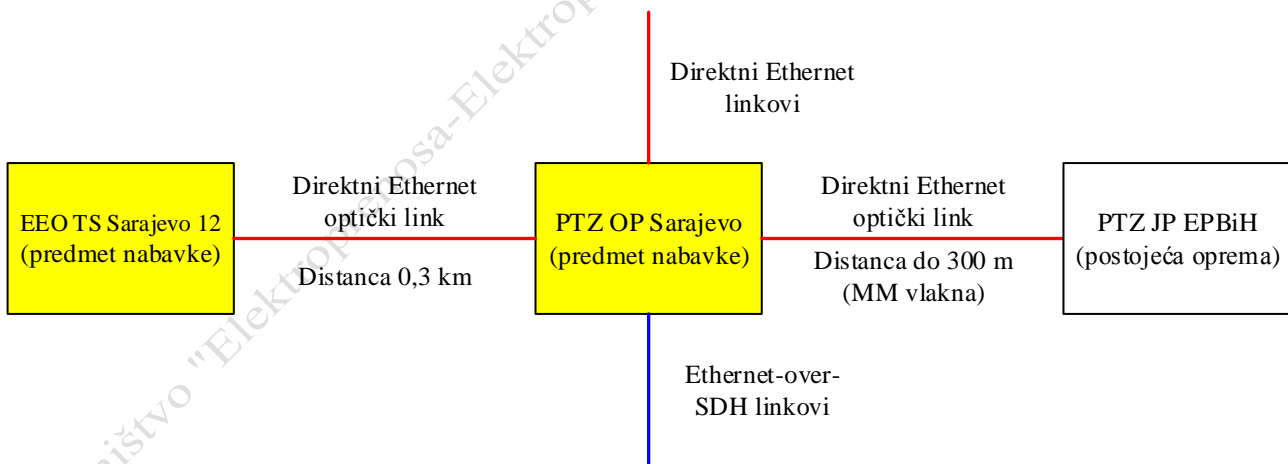 Direktni Ethernet
linkovi
EEO TS Sarajevo 12
(predmet nabavke)
Direktni Ethernet
optički link
Distanca 0,3 km
PTZ OP Sarajevo
(predmet nabavke)
Direktni Ethernet
optički link
Distanca do 300 m
(MM vlakna)
PTZ JP EPBiH
(postojeća oprema)
Ethernet-over-
SDH linkovi
"Elektroprenosa-Elektrop